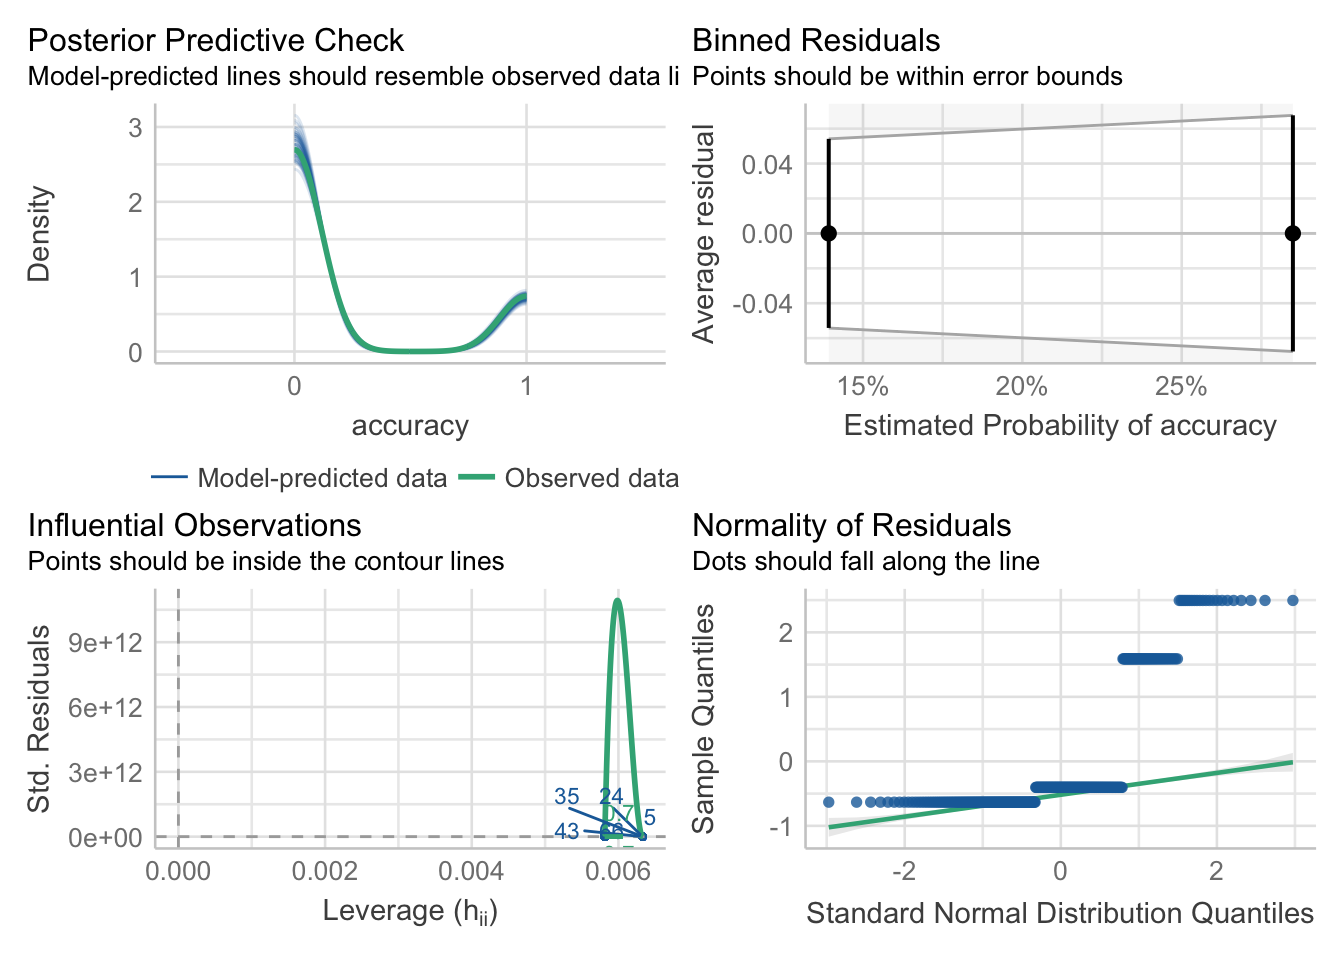 Posterior Predictive Check
Model-predicted lines should resemble observed data li
3
2
1
0
Density
0 1
accuracy
Model-predicted data Observed data
Binned Residuals
Points should be within error bounds
0.04
0.00
-0.04
Average residual
15% 20% 25%
Estimated Probability of accuracy
Influential Observations
Points should be inside the contour lines
9e+12
6e+12
3e+12
0e+00
Std. Residuals
35 24
5
43
0.000 0.002 0.004 0.006
Leverage (hii)
Normality of Residuals
Dots should fall along the line
2
1
0
-1
Sample Quantiles
-2 0 2
Standard Normal Distribution Quantiles